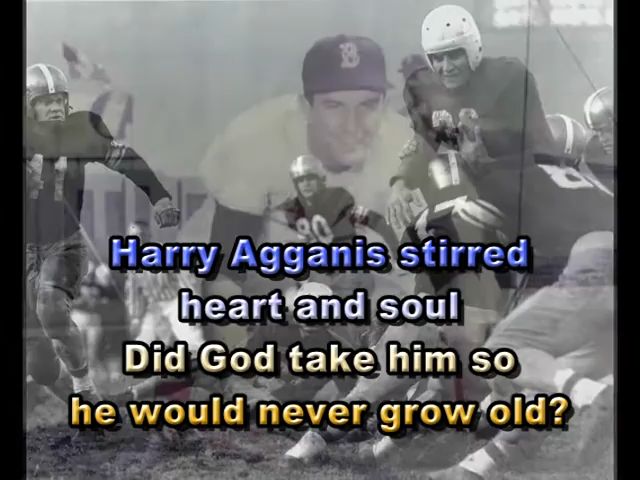 B
Harry Agganis stirred
heart and soul
Did God take him so
he would never grow old?